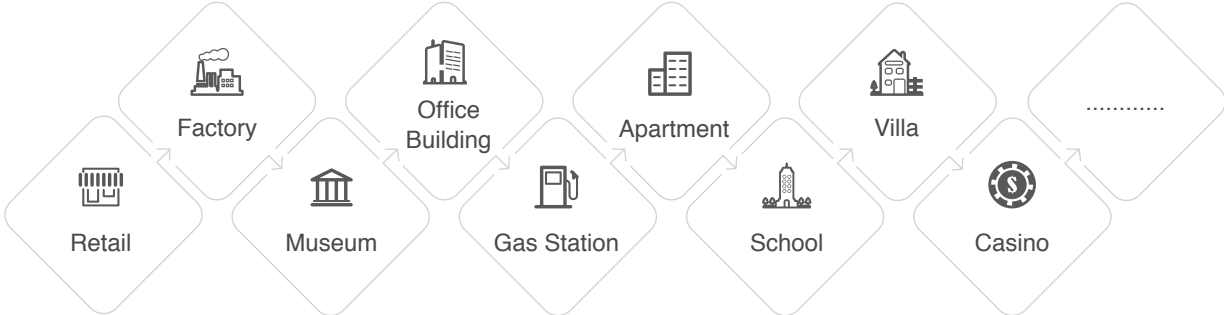 Retail
Factory
Museum
Office
Building
Gas Station
Apartment
School
Villa
Casino
............